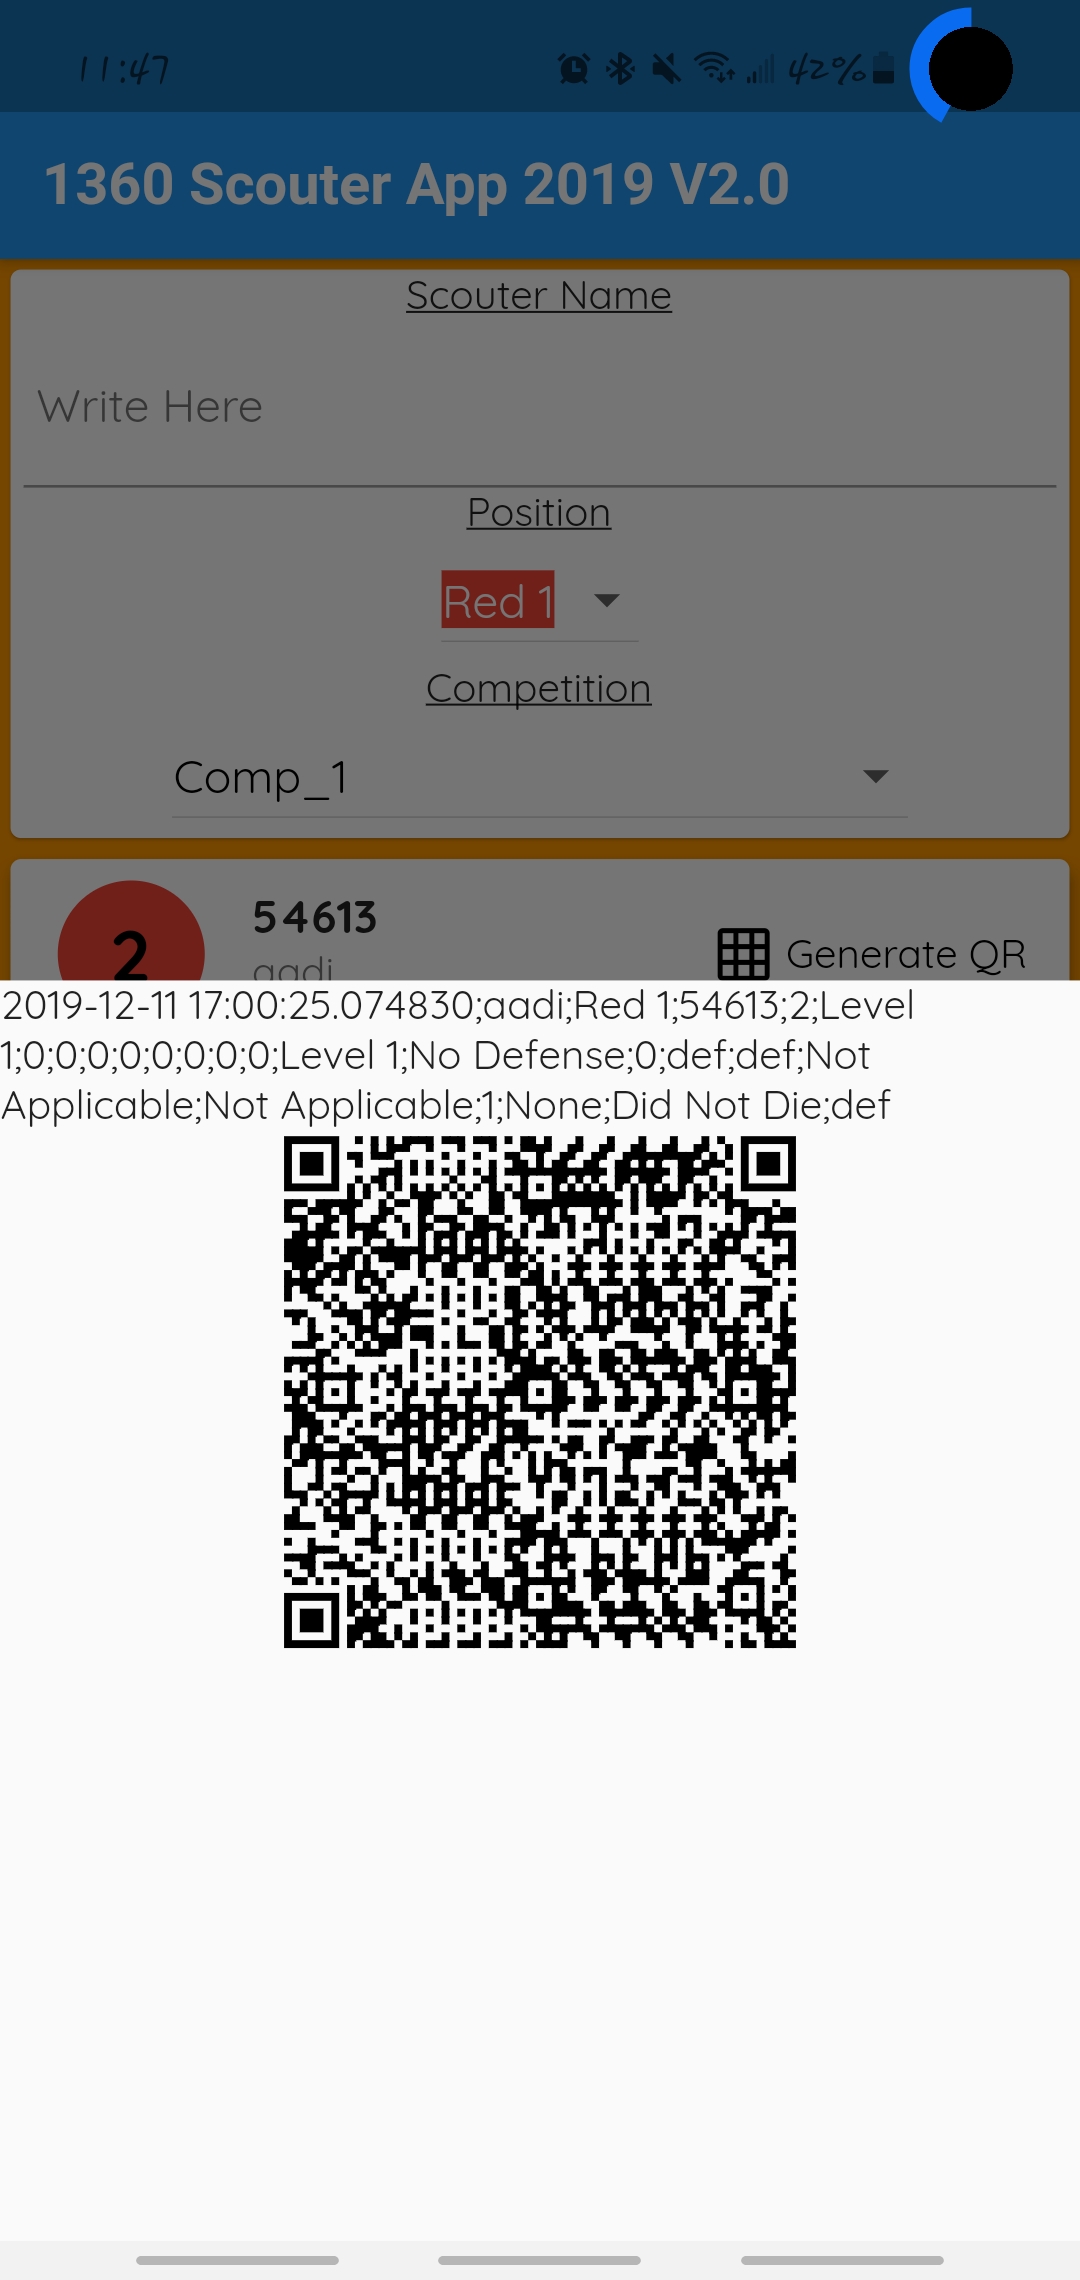 11:47
42%
1360 Scouter App 2019 V2.0
Scouter Name
Write Here
Position
Red 1
Competition
Comp_1
2
54613
aadi
Generate QR
2019-12-11 17:00:25.074830;aadi;Red 1;54613;2;Level
1;0;0;0;0;0;0;0;0;Level 1;No Defense;0;def;def;Not
Applicable;Not Applicable;1;None;Did Not Die;def